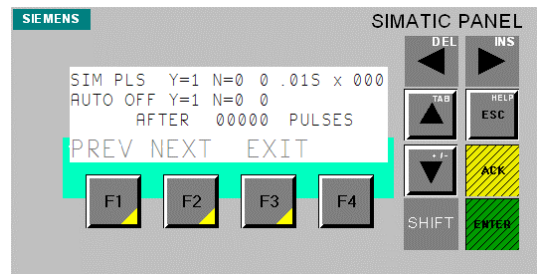 SIEMENS
SIMATIC PANEL
DEL
INS
SIM PLS Y=1 N=0 0 .01S x 000
AUTO OFF Y=1 N=0 0
AFTER 00000 PULSES
PREV NEXT EXIT
TAB
HELP
ESC
+/-
ACK
F1
F2
F3
F4
SHIFT
ENTER